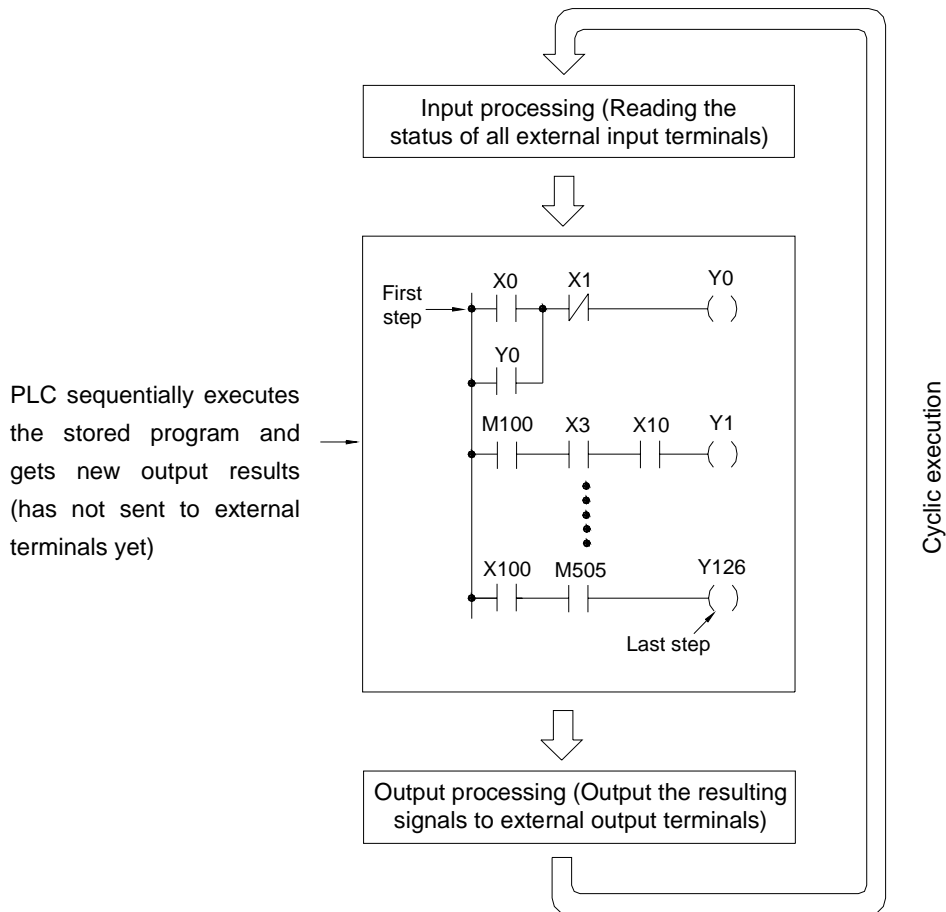 Input processing (Reading the
status of all external input terminals)
First
step
X0 X1 Y0
Y0
M100 X3 X10 Y1
X100 M505 Y126
Last step
PLC sequentially executes
the stored program and
gets new output results
(has not sent to external
terminals yet)
Output processing (Output the resulting
signals to external output terminals)
Cyclic execution